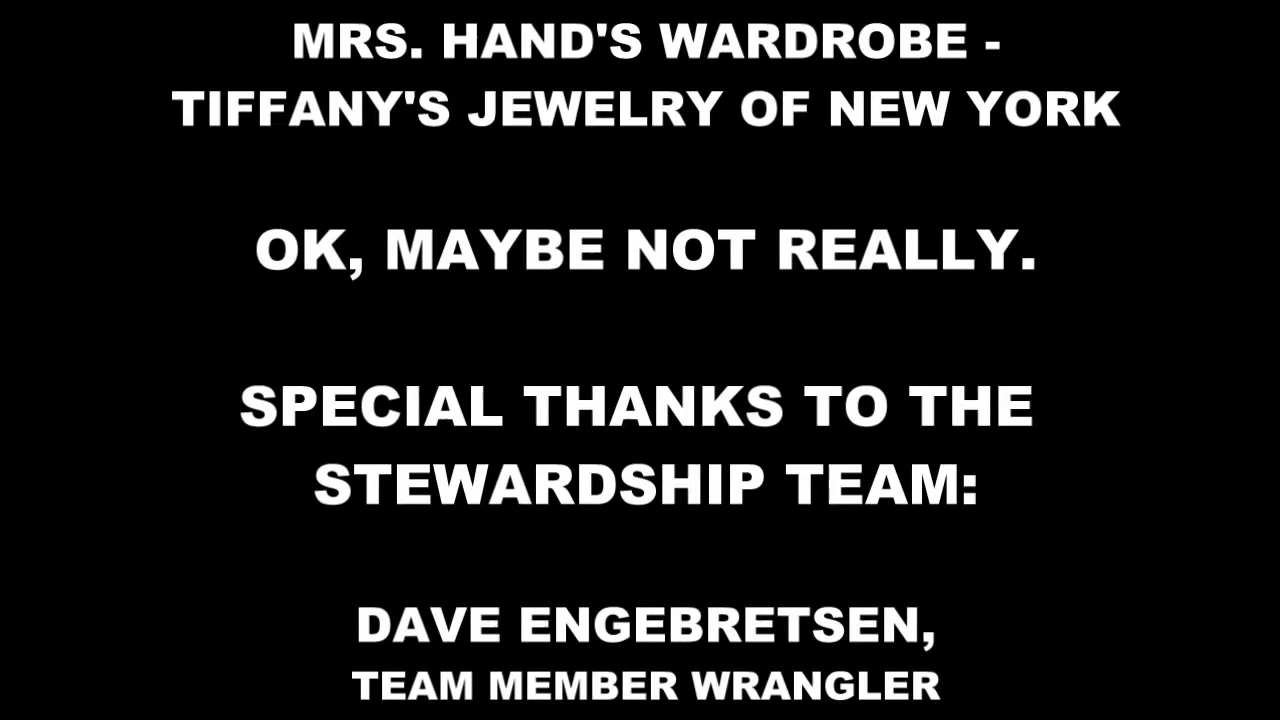 MRS. HAND'S WARDROBE -
TIFFANY'S JEWELRY OF NEW YORK
OK, MAYBE NOT REALLY.
SPECIAL THANKS TO THE
STEWARDSHIP TEAM:
DAVE ENGEBRETSEN,
TEAM MEMBER WRANGLER